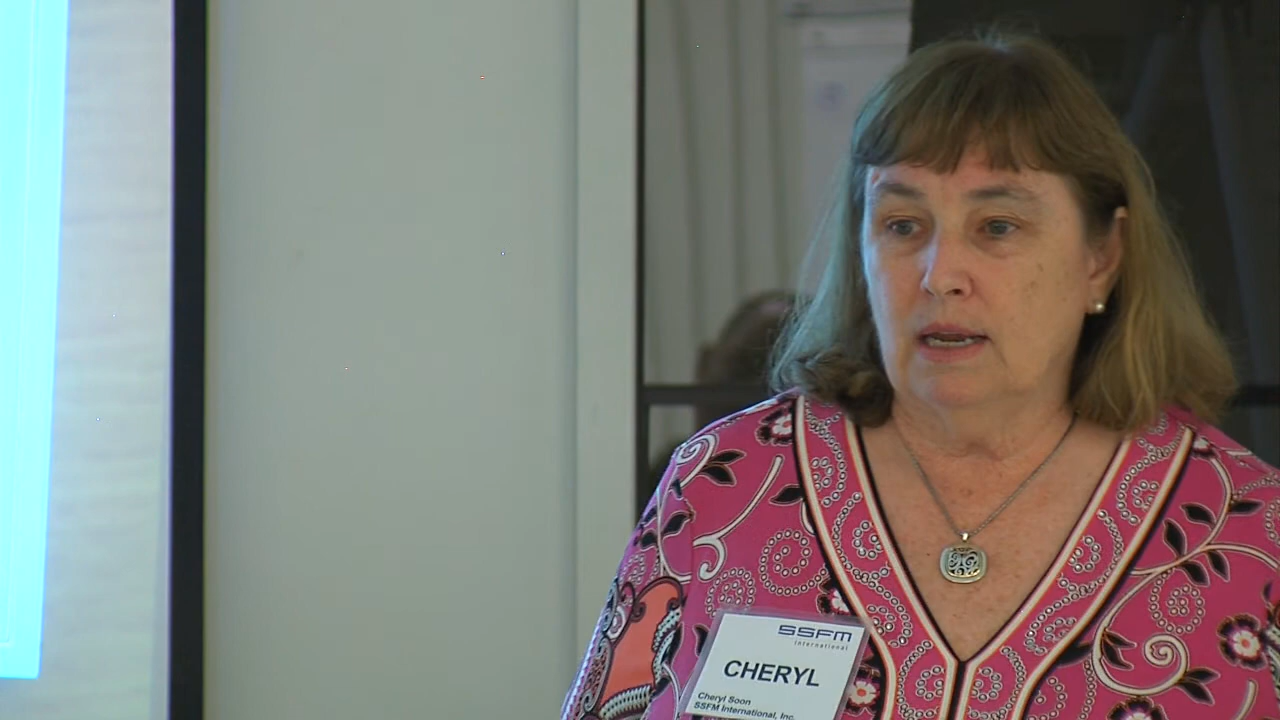 SSFM
international
CHERYL
Cheryl Soon
SSFM International, Inc.